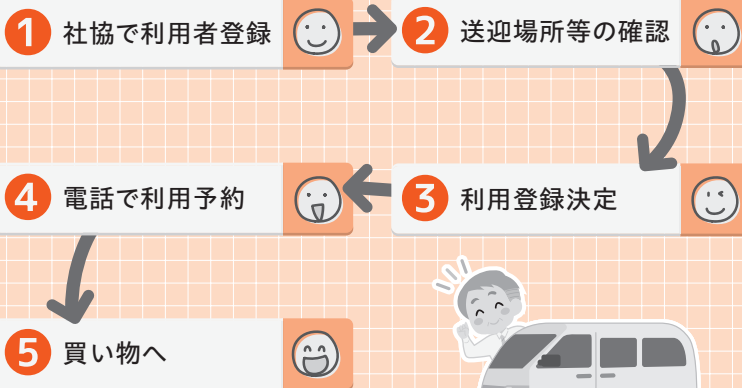 1 社協で利用者登録
2 送迎場所等の確認
3 利用登録決定
4 電話で利用予約
5 買い物へ